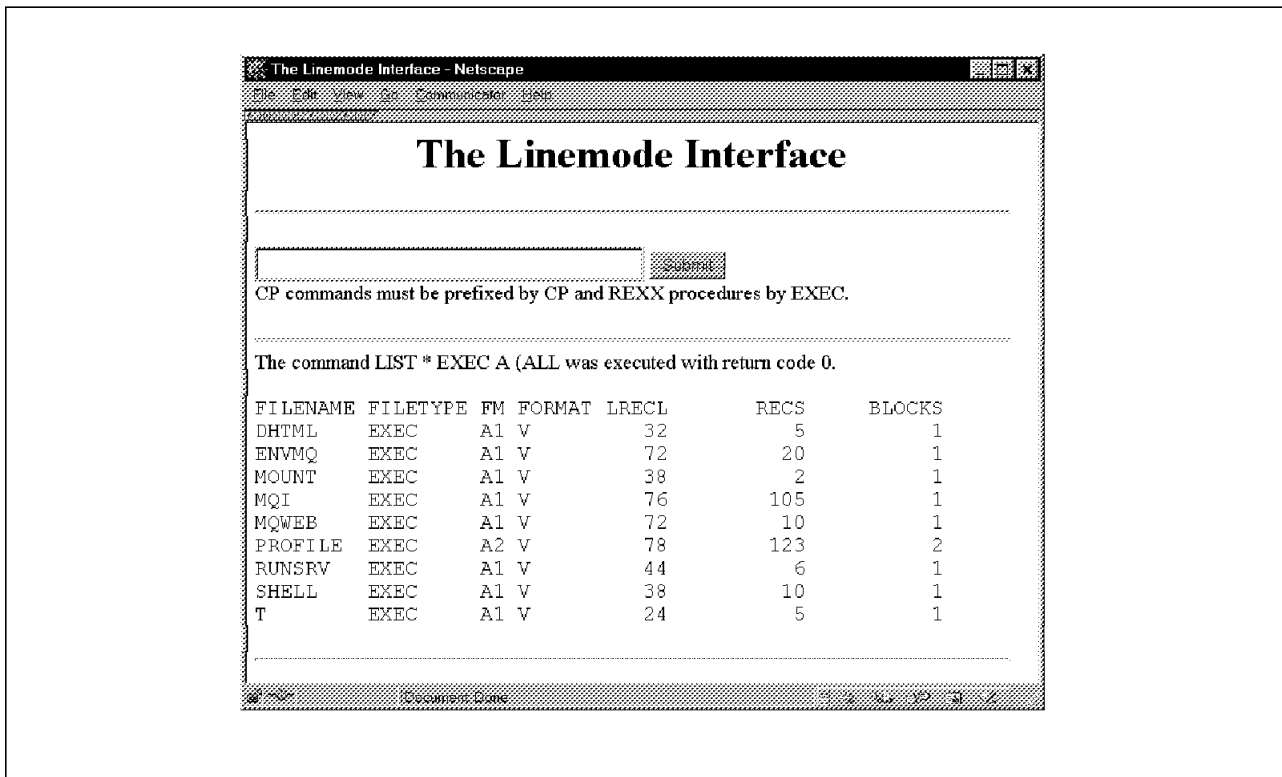 The Linemode Interface - Netscape
File Edit View Go Communicator Help
The Linemode Interface
Submit
CP commands must be prefixed by CP and REXX procedures by EXEC.
The command LIST * EXEC A (ALL was executed with return code 0.
FILENAME FILETYPE FM FORMAT LRECL RECS BLOCKS
DHTML EXEC A1 V 32 5 1
ENVMQ EXEC A1 V 72 20 1
MOUNT EXEC A1 V 38 2 1
MQI EXEC A1 V 76 105 1
MQWEB EXEC A1 V 72 10 1
PROFILE EXEC A2 V 78 123 2
RUNSRV EXEC A1 V 44 6 1
SHELL EXEC A1 V 38 10 1
T EXEC A1 V 24 5 1
Document Done